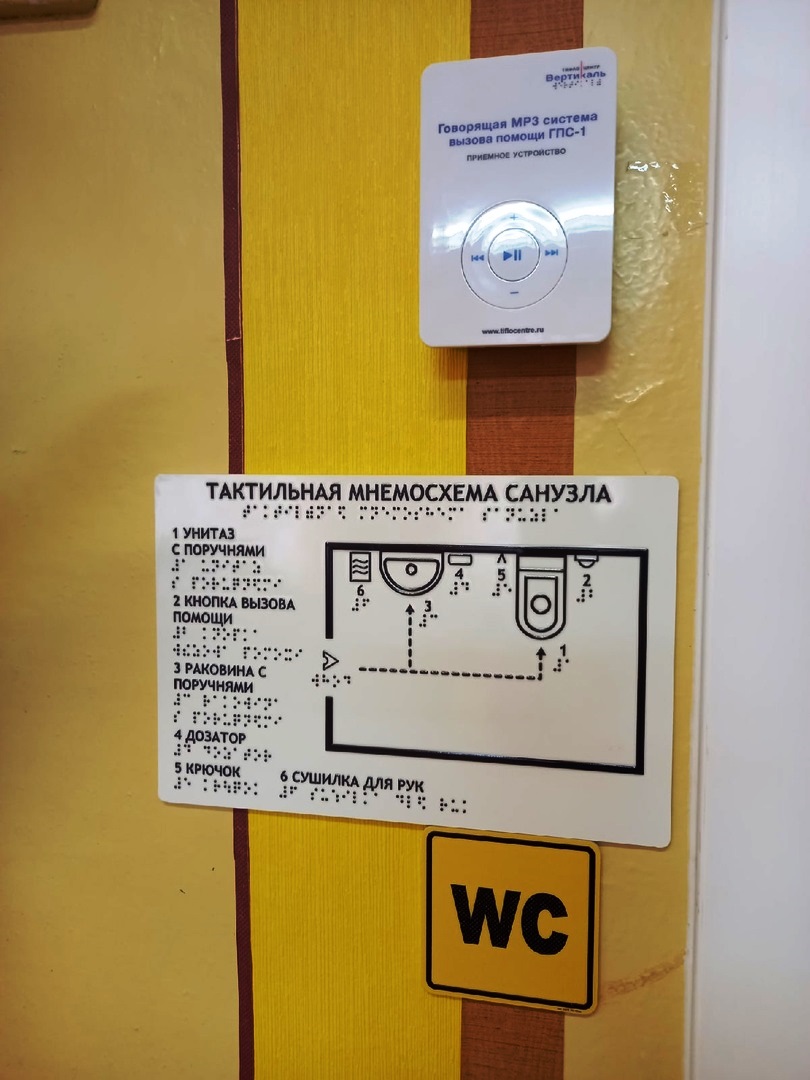 ТИФЛОЦЕНТР
Вертикаль
Говорящая МР3 система
вызова помощи ГПС-1
ПРИЕМНОЕ УСТРОЙСТВО
www.tiflocentre.ru
ТАКТИЛЬНАЯ МНЕМОСХЕМА САНУЗЛА
1 УНИТАЗ
С ПОРУЧНЯМИ
2 КНОПКА ВЫЗОВА
ПОМОЩИ
3 РАКОВИНА С
ПОРУЧНЯМИ
4 ДОЗАТОР
5 КРЮЧОК
6 СУШИЛКА ДЛЯ РУК
6
3
4
5
2
1
WC